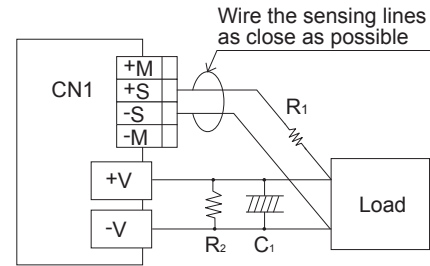 Wire the sensing lines
as close as possible
CN1
+M
+S
-S
-M
R1
+V
-V
Load
R2
C1